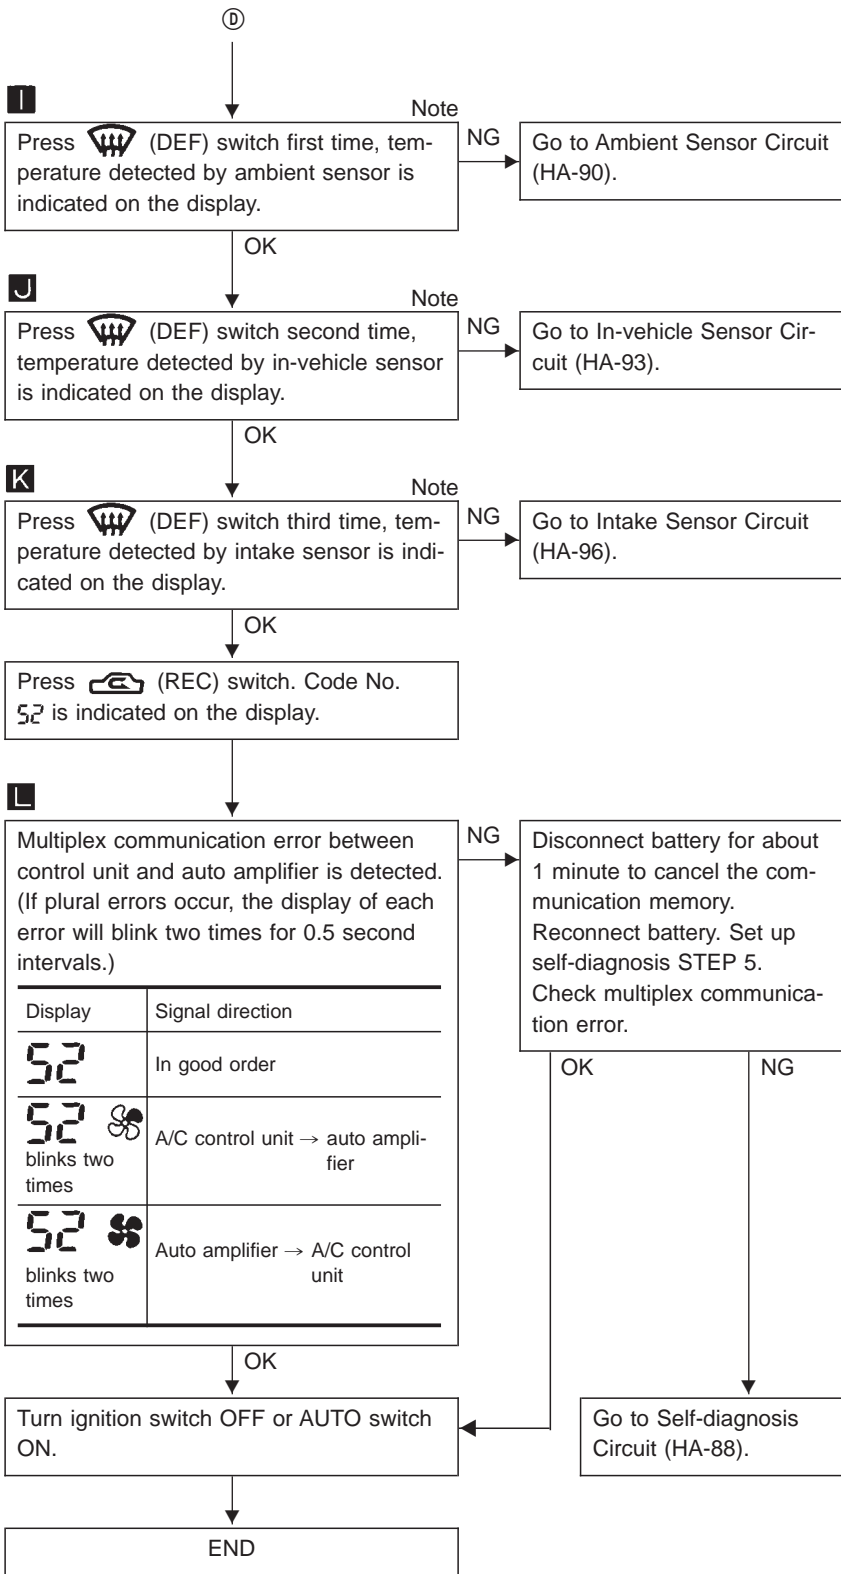 D
I
Note
Press (DEF) switch first time, tem-
perature detected by ambient sensor is
indicated on the display.
NG
Go to Ambient Sensor Circuit
(HA-90).
OK
J
Note
Press (DEF) switch second time,
temperature detected by in-vehicle sensor
is indicated on the display.
NG
Go to In-vehicle Sensor Cir-
cuit (HA-93).
OK
K
Note
Press (DEF) switch third time, tem-
perature detected by intake sensor is indi-
cated on the display.
NG
Go to Intake Sensor Circuit
(HA-96).
OK
Press (REC) switch. Code No.
52 is indicated on the display.
L
Multiplex communication error between
control unit and auto amplifier is detected.
(If plural errors occur, the display of each
error will blink two times for 0.5 second
intervals.)
Display Signal direction
52 In good order
52
blinks two
times
A/C control unit → auto ampli-
fier
52
blinks two
times
Auto amplifier → A/C control
unit
NG
Disconnect battery for about
1 minute to cancel the com-
munication memory.
Reconnect battery. Set up
self-diagnosis STEP 5.
Check multiplex communica-
tion error.
OK
NG
OK
Turn ignition switch OFF or AUTO switch
ON.
Go to Self-diagnosis
Circuit (HA-88).
END